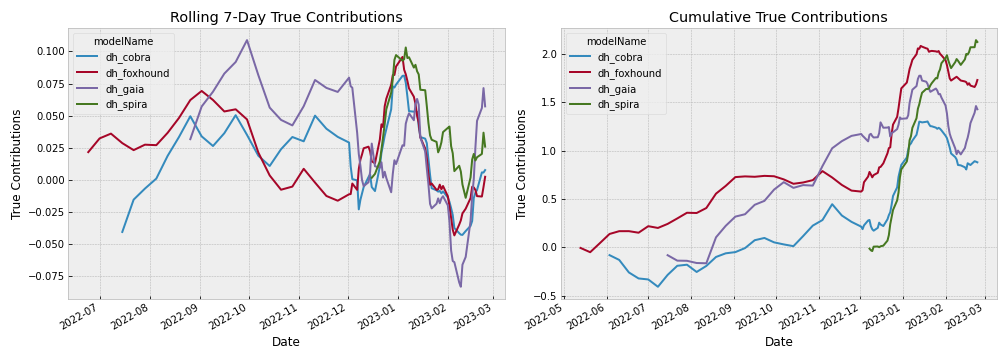 Rolling 7-Day True Contributions
True Contributions
modelName
dh_cobra
dh_foxhound
dh_gaia
dh_spira
0.100
0.075
0.050
0.025
0.000
−0.025
−0.050
−0.075
2022-07
2022-08
2022-09
2022-10
2022-11
2022-12
2023-01
2023-02
2023-03
Date
Cumulative True Contributions
True Contributions
modelName
dh_cobra
dh_foxhound
dh_gaia
dh_spira
2.0
1.5
1.0
0.5
0.0
−0.5
2022-05
2022-06
2022-07
2022-08
2022-09
2022-10
2022-11
2022-12
2023-01
2023-02
2023-03
Date